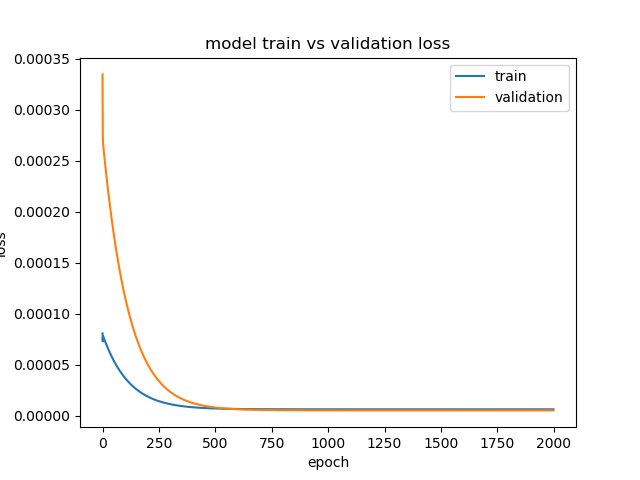 model train vs validation loss
0.00035
0.00030
0.00025
0.00020
0.00015
0.00010
0.00005
0.00000
loss
train
validation
0 250 500 750 1000 1250 1500 1750 2000
epoch